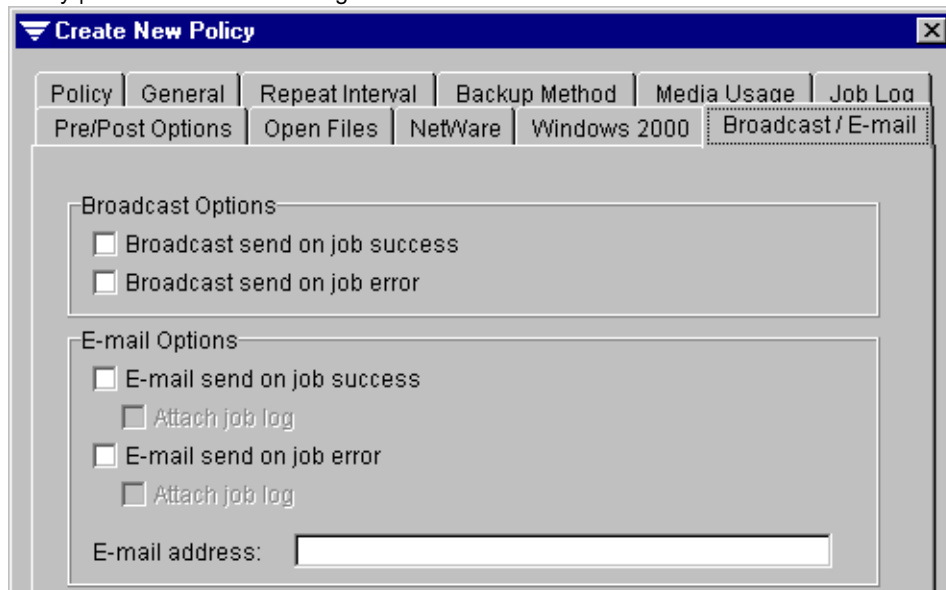 Create New Policy
Policy General Repeat Interval Backup Method Media Usage Job Log
Pre/Post Options Open Files NetWare Windows 2000 Broadcast / E-mail
Broadcast Options
Broadcast send on job success
Broadcast send on job error
E-mail Options
E-mail send on job success
Attach job log
E-mail send on job error
Attach job log
E-mail address: